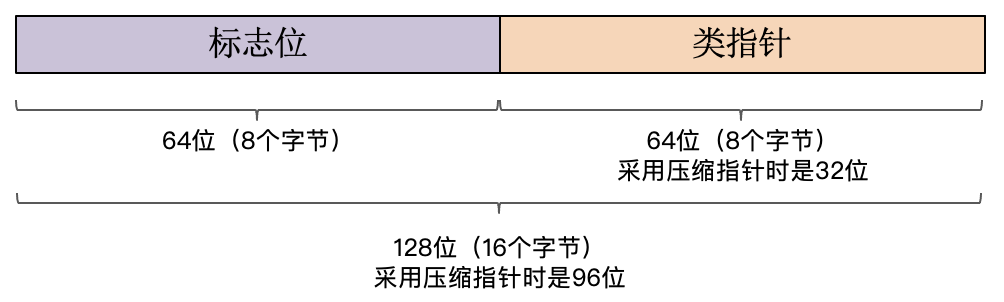 标志位
类指针
64位（8个字节）
64位（8个字节）
采用压缩指针时是32位
128位（16个字节）
采用压缩指针时是96位